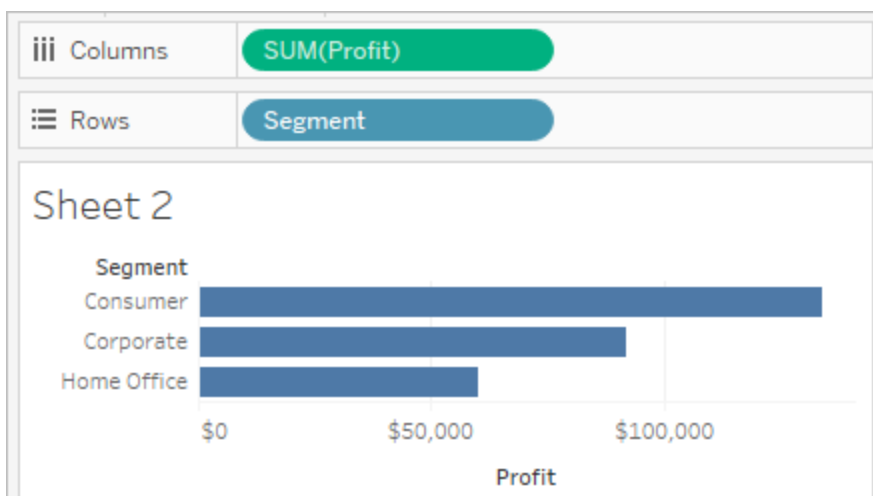 Columns SUM(Profit)
Rows Segment
Sheet 2
Segment
Consumer
Corporate
Home Office
$0 $50,000 $100,000
Profit